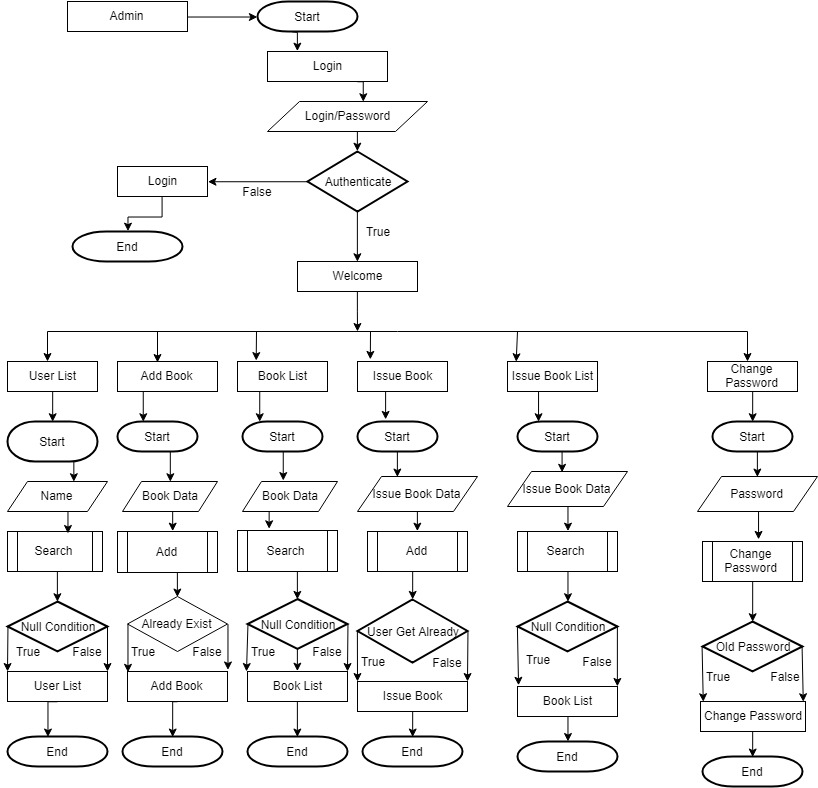 Admin
Start
Login
Login/Password
Authenticate
Login
False
True
End
Welcome
User List
Add Book
Book List
Issue Book
Issue Book List
Change
Password
Start
Start
Start
Start
Start
Start
Name
Book Data
Book Data
Issue Book Data
Issue Book Data
Password
Search
Add
Search
Add
Search
Change
Password
Null Condition
Already Exist
Null Condition
User Get Already
Null Condition
Old Password
True
False
True
False
True
False
True
False
True
False
True
False
User List
Add Book
Book List
Issue Book
Book List
Change Password
End
End
End
End
End
End